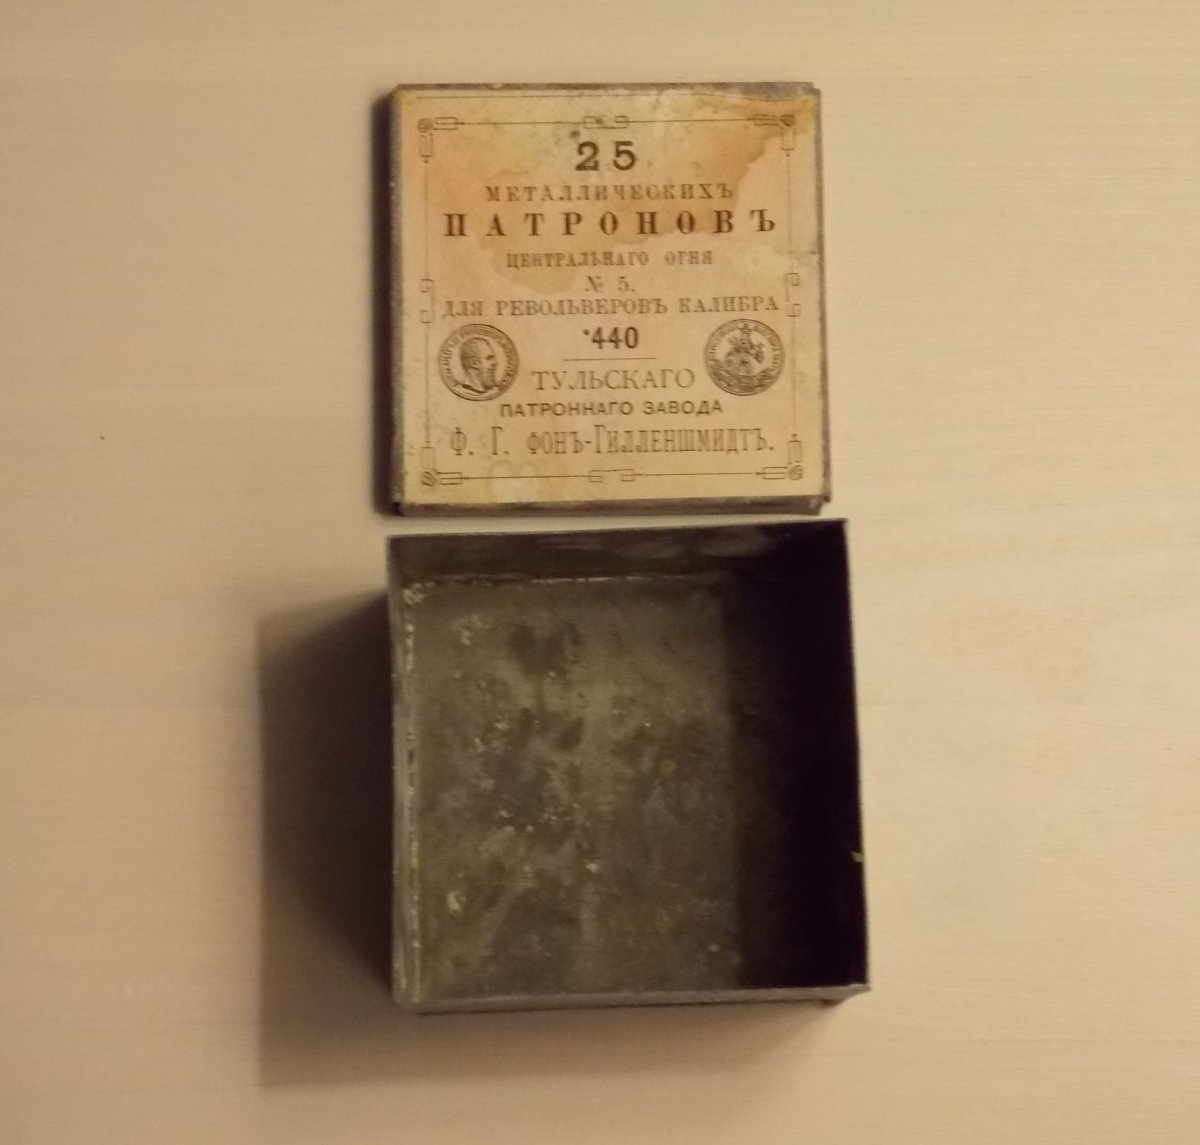 25
МЕТАЛЛИЧЕСКИХЪ
ПАТРОНОВЪ
ЦЕНТРАЛЬНАГО ОГНЯ
№ 5.
ДЛЯ РЕВОЛЬВЕРОВЪ КАЛИБРА
·440
ТУЛЬСКАГО
ПАТРОННАГО ЗАВОДА
Ф. Г. ФОНЪ-ГИЛЛЕНШМИДТЪ.